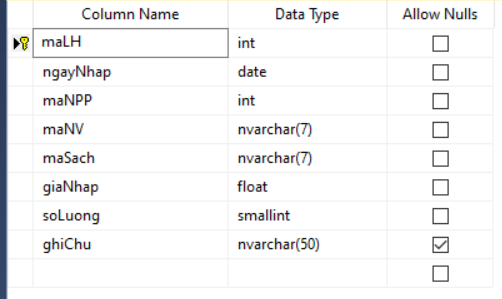 Column Name Data Type Allow Nulls
maLH int
ngayNhap date
maNPP int
maNV nvarchar(7)
maSach nvarchar(7)
giaNhap float
soLuong smallint
ghiChu nvarchar(50)